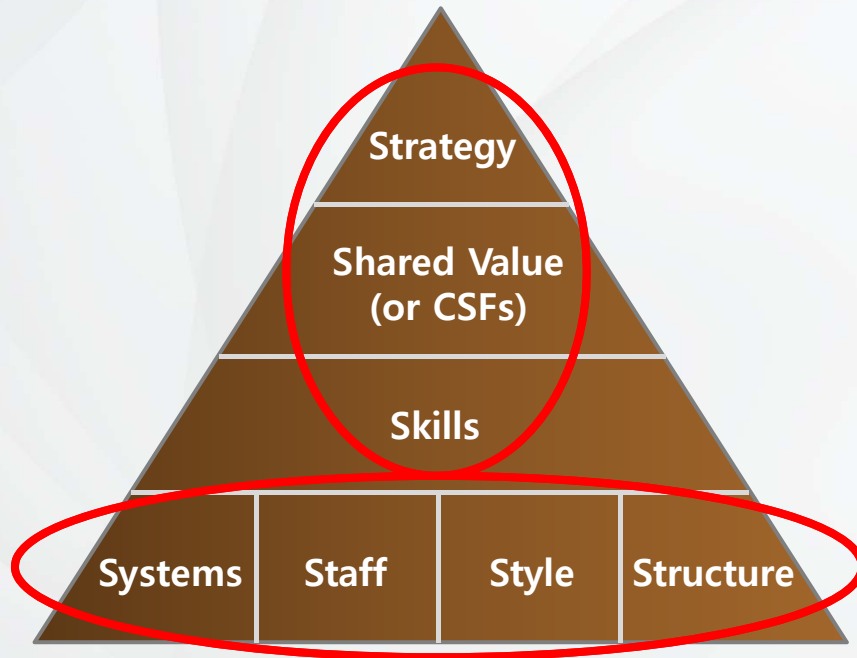 Strategy
Shared Value
(or CSFs)
Skills
Systems Staff Style Structure